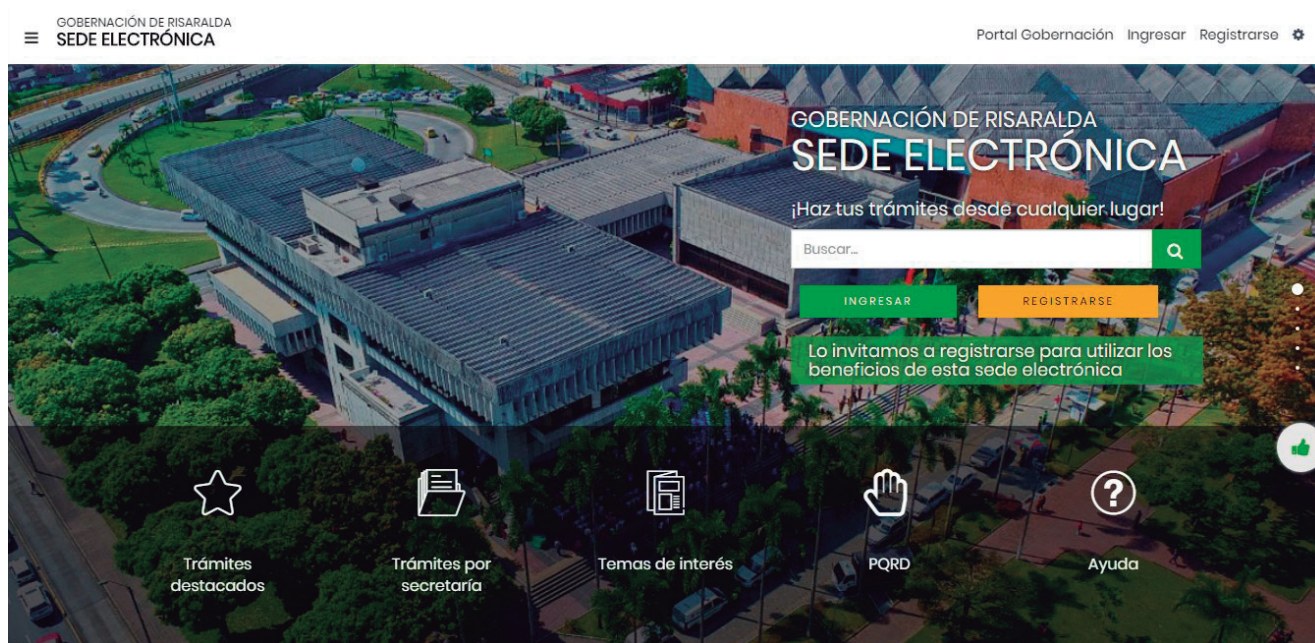 GOBERNACIÓN DE RISARALDA
SEDE ELECTRÓNICA
Portal Gobernación Ingresar Registrarse
GOBERNACIÓN DE RISARALDA
SEDE ELECTRÓNICA
¡Haz tus trámites desde cualquier lugar!
Buscar...
INGRESAR REGISTRARSE
Lo invitamos a registrarse para utilizar los
beneficios de esta sede electrónica
Trámites
destacados
Trámites por
secretaría
Temas de interés
PQRD
Ayuda